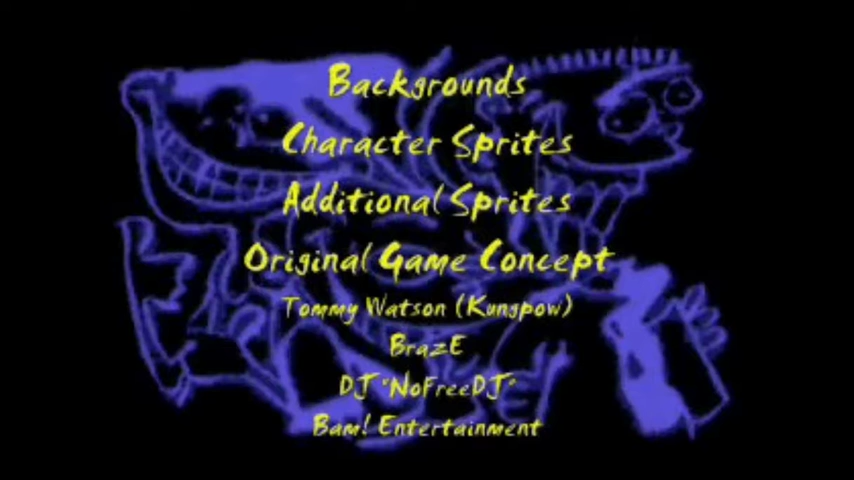 Backgrounds
Character Sprites
Additional Sprites
Original Game Concept
Tommy Watson (Kungpow)
BrazE
DJ "NoFreeDJ"
Bam! Entertainment